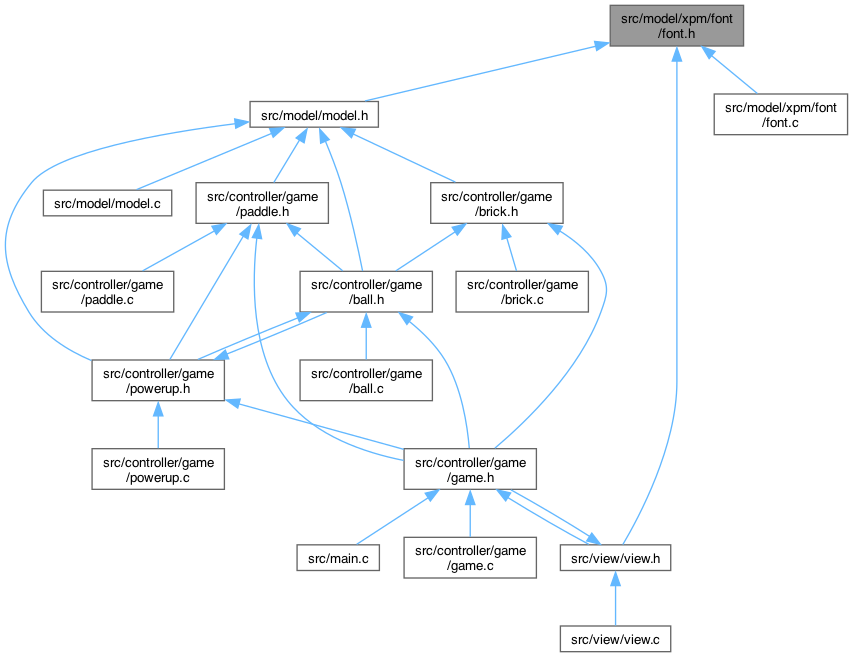 src/model/xpm/font
/font.h
src/model/model.h
src/model/xpm/font
/font.c
src/model/model.c
src/controller/game
/paddle.h
src/controller/game
/brick.h
src/controller/game
/paddle.c
src/controller/game
/ball.h
src/controller/game
/brick.c
src/controller/game
/powerup.h
src/controller/game
/ball.c
src/controller/game
/powerup.c
src/controller/game
/game.h
src/main.c
src/controller/game
/game.c
src/view/view.h
src/view/view.c